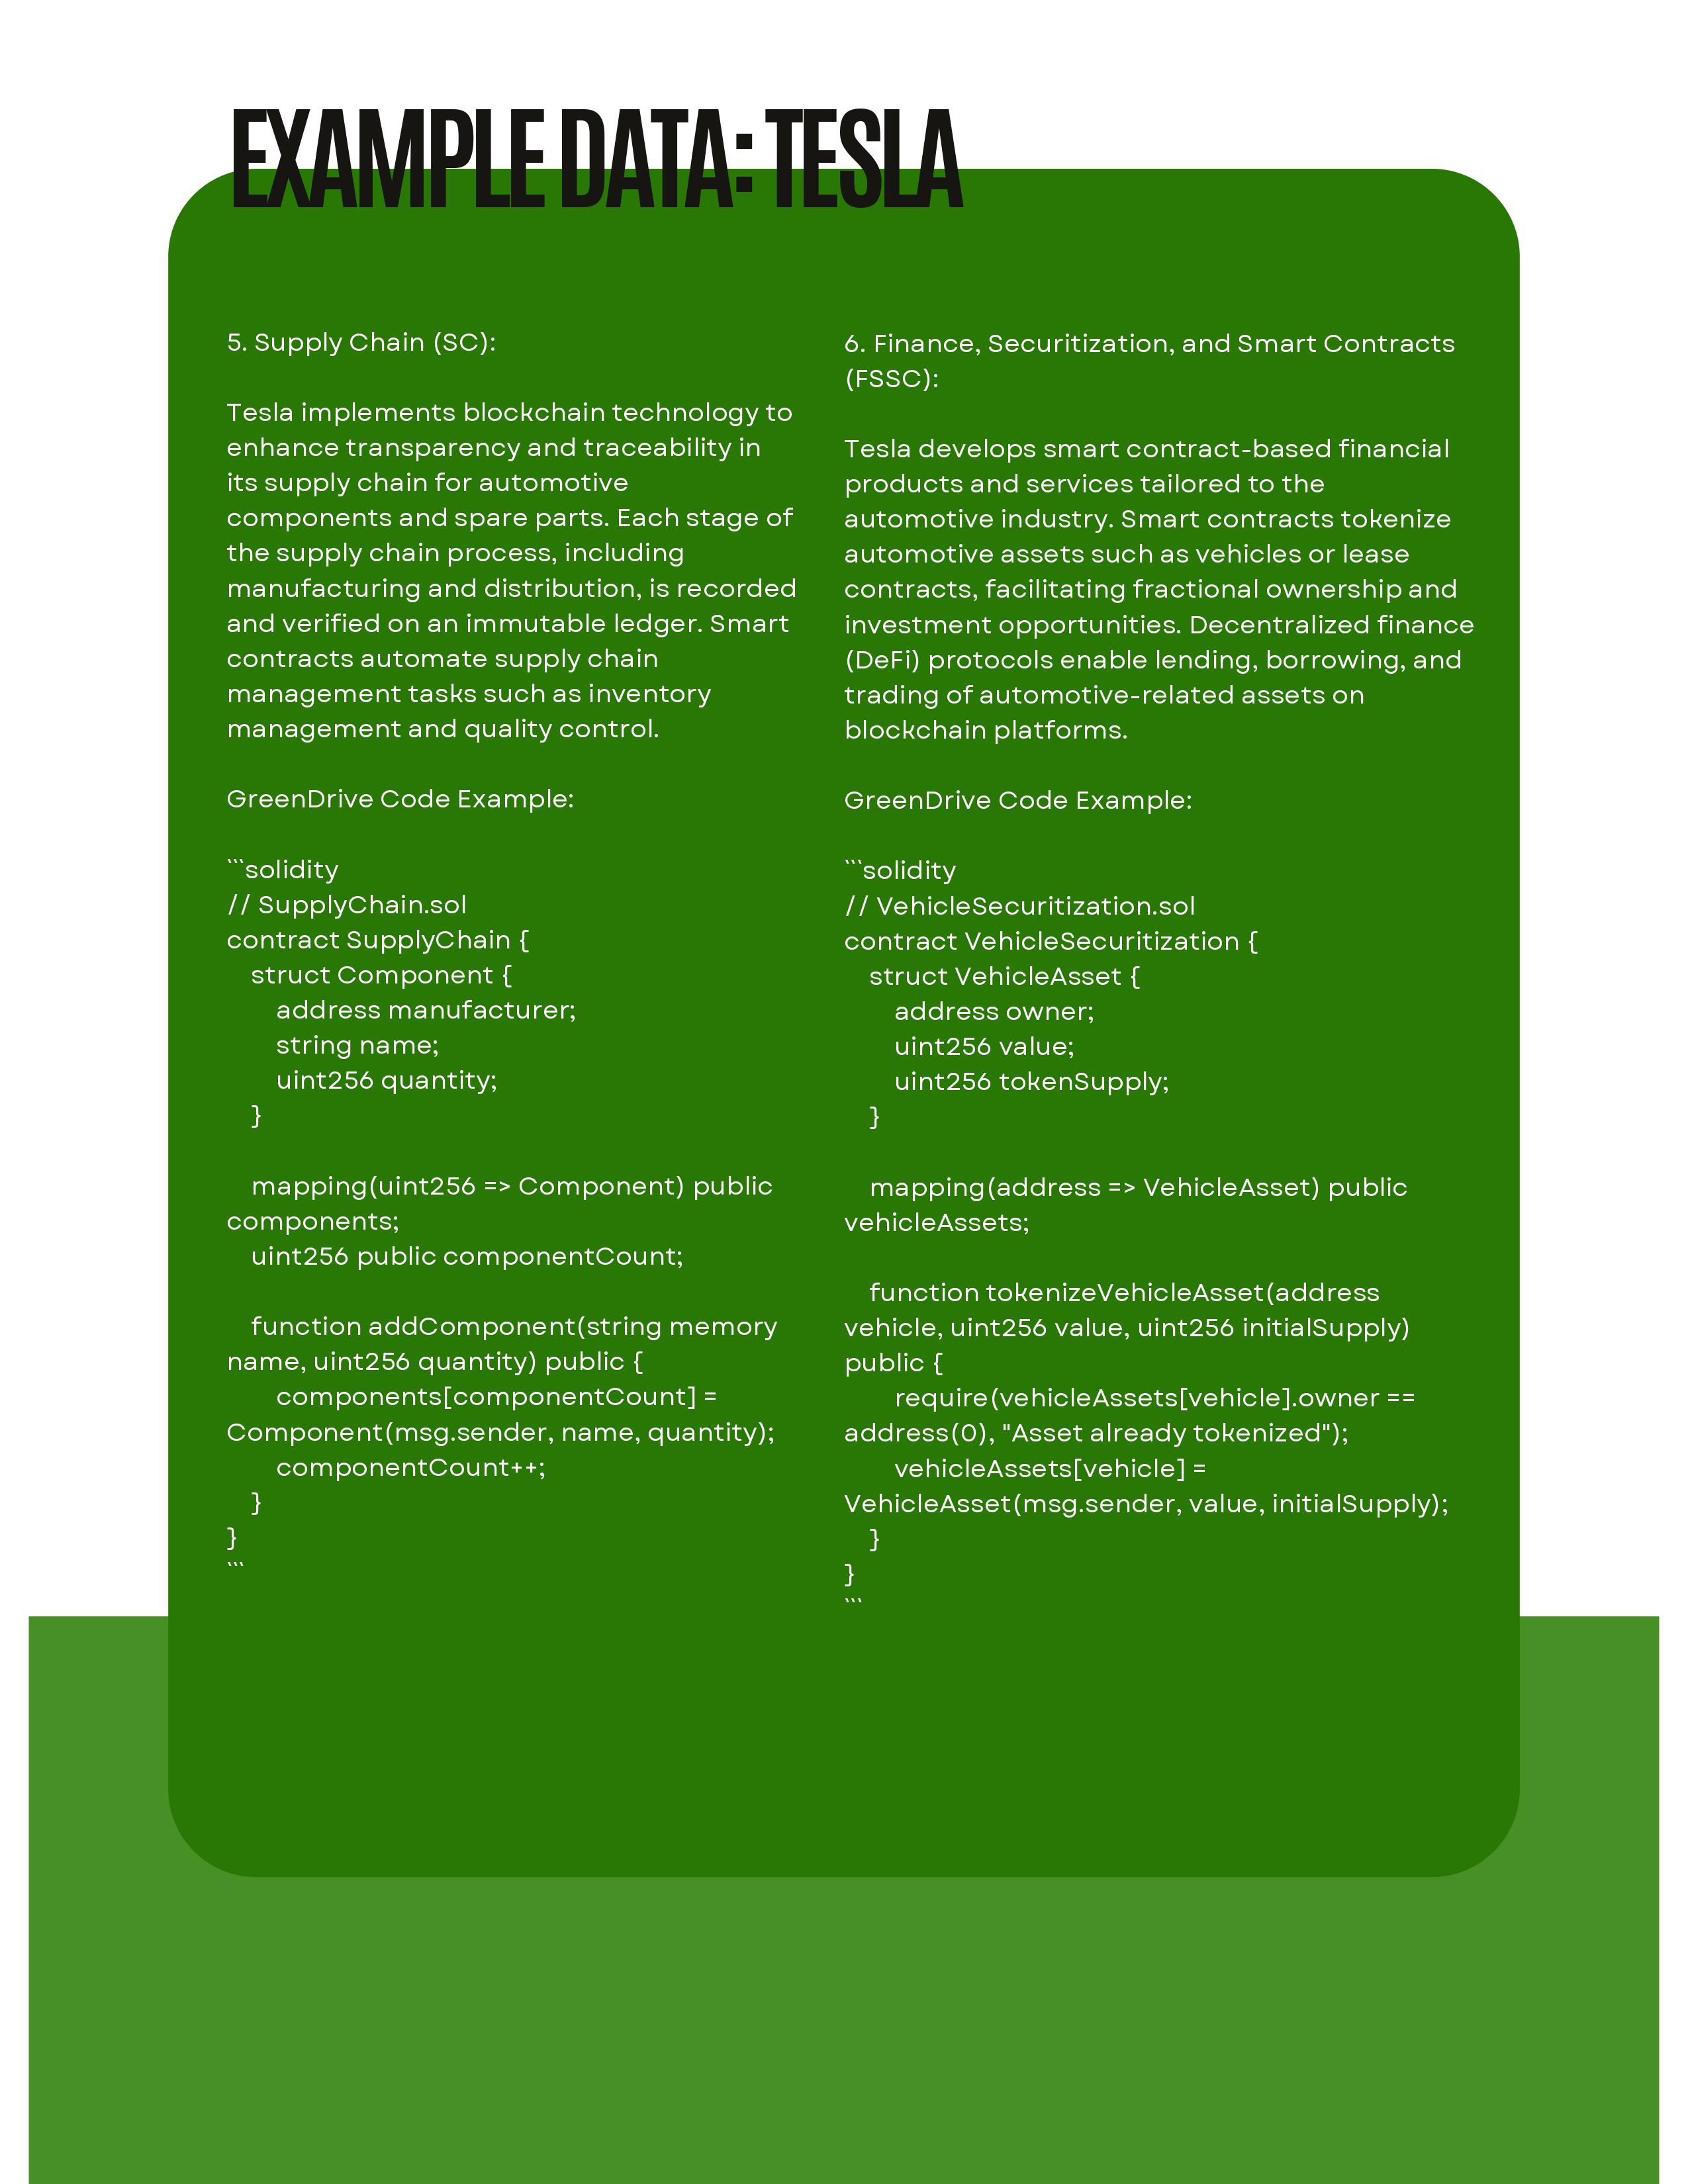 EXAMPLE DATA: TESLA
5. Supply Chain (SC):
Tesla implements blockchain technology to
enhance transparency and traceability in
its supply chain for automotive
components and spare parts. Each stage of
the supply chain process, including
manufacturing and distribution, is recorded
and verified on an immutable ledger. Smart
contracts automate supply chain
management tasks such as inventory
management and quality control.
GreenDrive Code Example:
```solidity
// SupplyChain.sol
contract SupplyChain {
    struct Component {
        address manufacturer;
        string name;
        uint256 quantity;
    }
    mapping(uint256 => Component) public
components;
    uint256 public componentCount;
    function addComponent(string memory
name, uint256 quantity) public {
        components[componentCount] =
Component(msg.sender, name, quantity);
        componentCount++;
    }
}
```
6. Finance, Securitization, and Smart Contracts
(FSSC):
Tesla develops smart contract-based financial
products and services tailored to the
automotive industry. Smart contracts tokenize
automotive assets such as vehicles or lease
contracts, facilitating fractional ownership and
investment opportunities. Decentralized finance
(DeFi) protocols enable lending, borrowing, and
trading of automotive-related assets on
blockchain platforms.
GreenDrive Code Example:
```solidity
// VehicleSecuritization.sol
contract VehicleSecuritization {
    struct VehicleAsset {
        address owner;
        uint256 value;
        uint256 tokenSupply;
    }
    mapping(address => VehicleAsset) public
vehicleAssets;
    function tokenizeVehicleAsset(address
vehicle, uint256 value, uint256 initialSupply)
public {
        require(vehicleAssets[vehicle].owner ==
address(0), "Asset already tokenized");
        vehicleAssets[vehicle] =
VehicleAsset(msg.sender, value, initialSupply);
    }
}
```